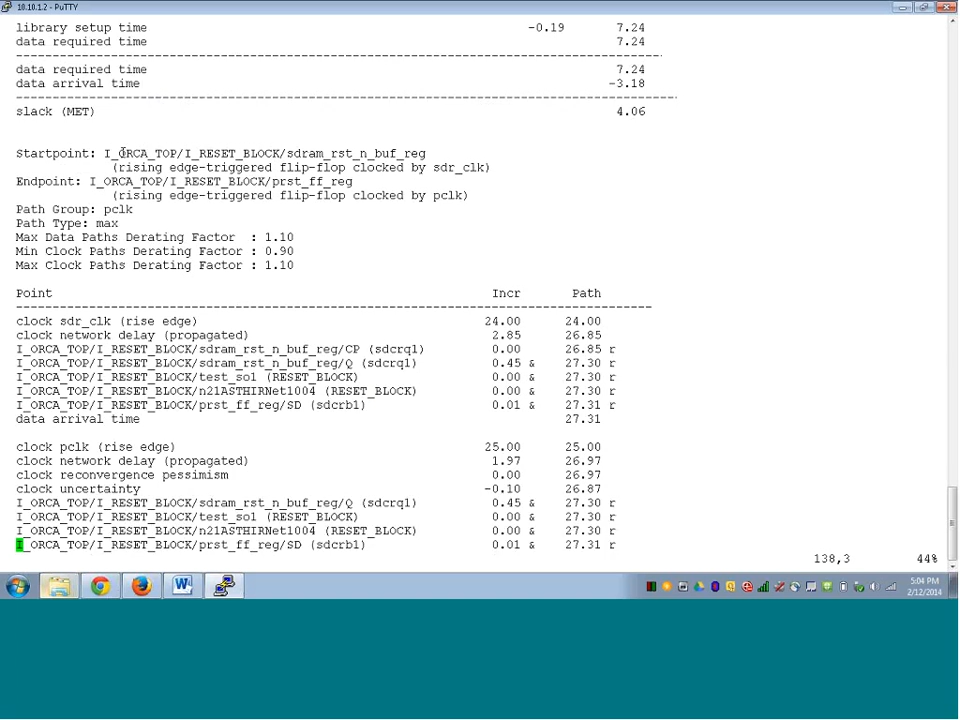 10.10.1.2 - PuTTY
library setup time -0.19 7.24
data required time 7.24
--------------------------------------------------------------------------------
data required time 7.24
data arrival time -3.18
--------------------------------------------------------------------------------
slack (MET) 4.06
Startpoint: I_ORCA_TOP/I_RESET_BLOCK/sdram_rst_n_buf_reg
(rising edge-triggered flip-flop clocked by sdr_clk)
Endpoint: I_ORCA_TOP/I_RESET_BLOCK/prst_ff_reg
(rising edge-triggered flip-flop clocked by pclk)
Path Group: pclk
Path Type: max
Max Data Paths Derating Factor : 1.10
Min Clock Paths Derating Factor : 0.90
Max Clock Paths Derating Factor : 1.10
Point Incr Path
--------------------------------------------------------------------------------
clock sdr_clk (rise edge) 24.00 24.00
clock network delay (propagated) 2.85 26.85
I_ORCA_TOP/I_RESET_BLOCK/sdram_rst_n_buf_reg/CP (sdcrq1) 0.00 26.85 r
I_ORCA_TOP/I_RESET_BLOCK/sdram_rst_n_buf_reg/Q (sdcrq1) 0.45 & 27.30 r
I_ORCA_TOP/I_RESET_BLOCK/test_so1 (RESET_BLOCK) 0.00 & 27.30 r
I_ORCA_TOP/I_RESET_BLOCK/n21ASTHIRNet1004 (RESET_BLOCK) 0.00 & 27.30 r
I_ORCA_TOP/I_RESET_BLOCK/prst_ff_reg/SD (sdcrb1) 0.01 & 27.31 r
data arrival time 27.31
clock pclk (rise edge) 25.00 25.00
clock network delay (propagated) 1.97 26.97
clock reconvergence pessimism 0.00 26.97
clock uncertainty -0.10 26.87
I_ORCA_TOP/I_RESET_BLOCK/sdram_rst_n_buf_reg/Q (sdcrq1) 0.45 & 27.30 r
I_ORCA_TOP/I_RESET_BLOCK/test_so1 (RESET_BLOCK) 0.00 & 27.30 r
I_ORCA_TOP/I_RESET_BLOCK/n21ASTHIRNet1004 (RESET_BLOCK) 0.00 & 27.30 r
I_ORCA_TOP/I_RESET_BLOCK/prst_ff_reg/SD (sdcrb1) 0.01 & 27.31 r
138,3 44%
5:04 PM
2/12/2014